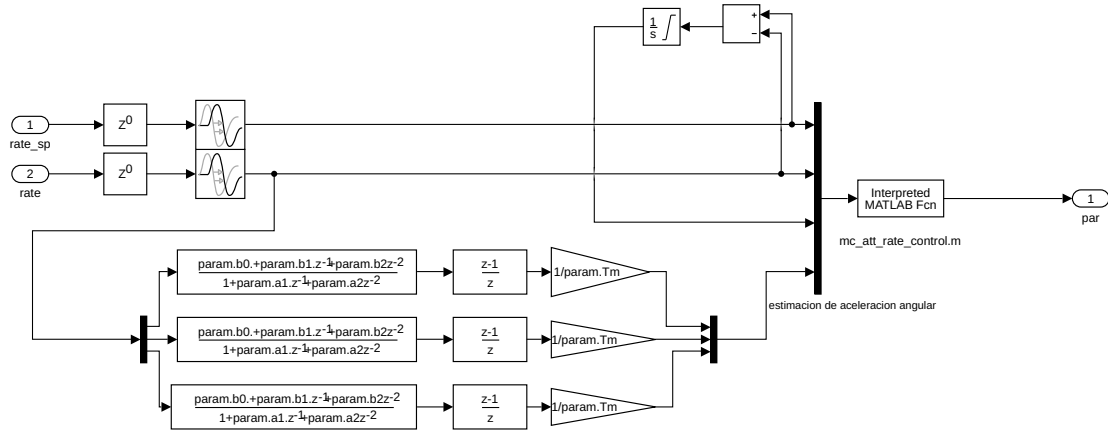 1
s
+
−
1
rate_sp
Z0
2
rate
Z0
Interpreted
MATLAB Fcn
mc_att_rate_control.m
1
par
param.b0.+param.b1.z-1+param.b2z-2
1+param.a1.z-1+param.a2z-2
z-1
z
1/param.Tm
estimacion de aceleracion angular
param.b0.+param.b1.z-1+param.b2z-2
1+param.a1.z-1+param.a2z-2
z-1
z
1/param.Tm
param.b0.+param.b1.z-1+param.b2z-2
1+param.a1.z-1+param.a2z-2
z-1
z
1/param.Tm